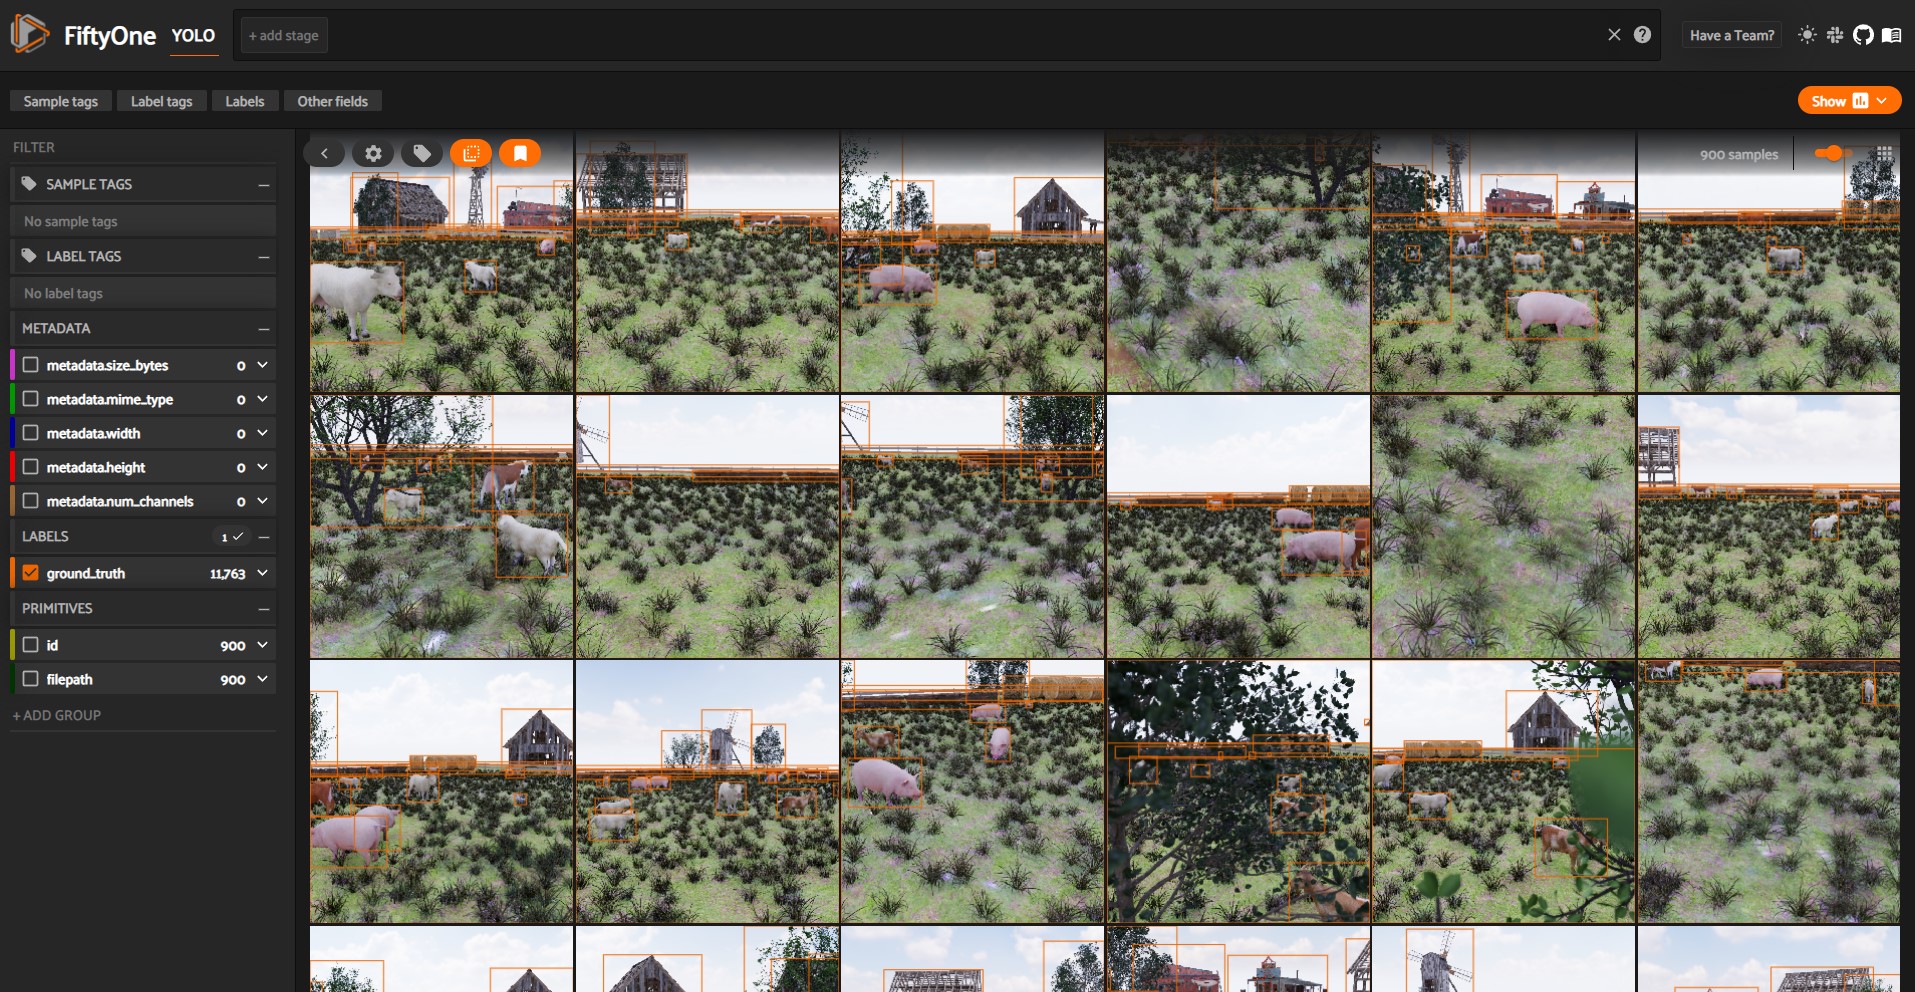 FiftyOne YOLO + add stage Have a Team?
Sample tags Label tags Labels Other fields Show
FILTER
900 samples
SAMPLE TAGS
No sample tags
LABEL TAGS
No label tags
METADATA
metadata.size_bytes 0
metadata.mime_type 0
metadata.width 0
metadata.height 0
metadata.num_channels 0
LABELS 1
ground_truth 11,763
PRIMITIVES
id 900
filepath 900
+ ADD GROUP